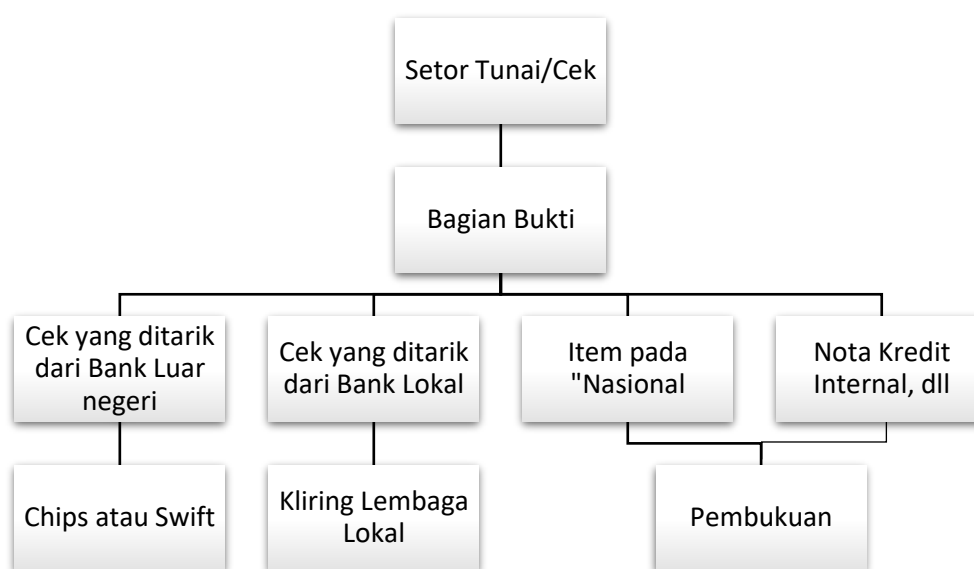 Setor Tunai/Cek
Bagian Bukti
Cek yang ditarik
dari Bank Luar
negeri
Cek yang ditarik
dari Bank Lokal
Item pada
"Nasional
Nota Kredit
Internal, dll
Chips atau Swift
Kliring Lembaga
Lokal
Pembukuan